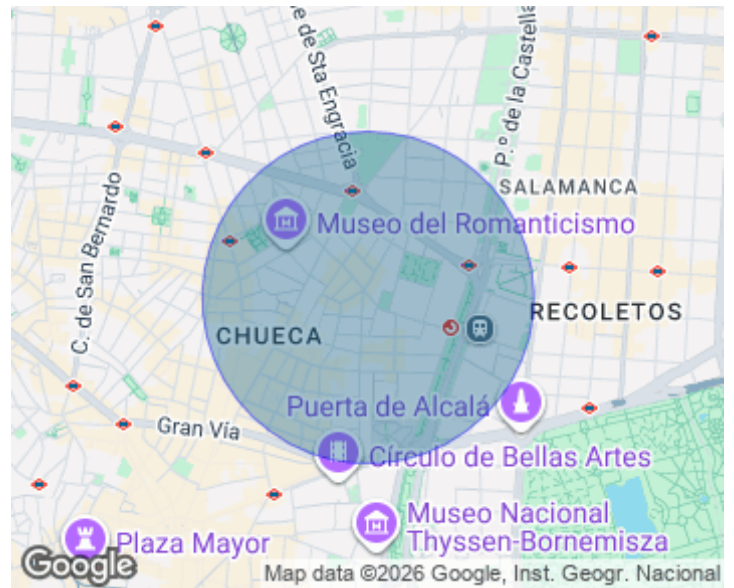 e de Sta Engracia
P.º de la Castella
C. de San Bernardo
SALAMANCA
Museo del Romanticismo
RECOLETOS
CHUECA
Puerta de Alcalá
Gran Vía
Círculo de Bellas Artes
Museo Nacional
Thyssen-Bornemisza
Plaza Mayor
Google
Map data ©2026 Google, Inst. Geogr. Nacional